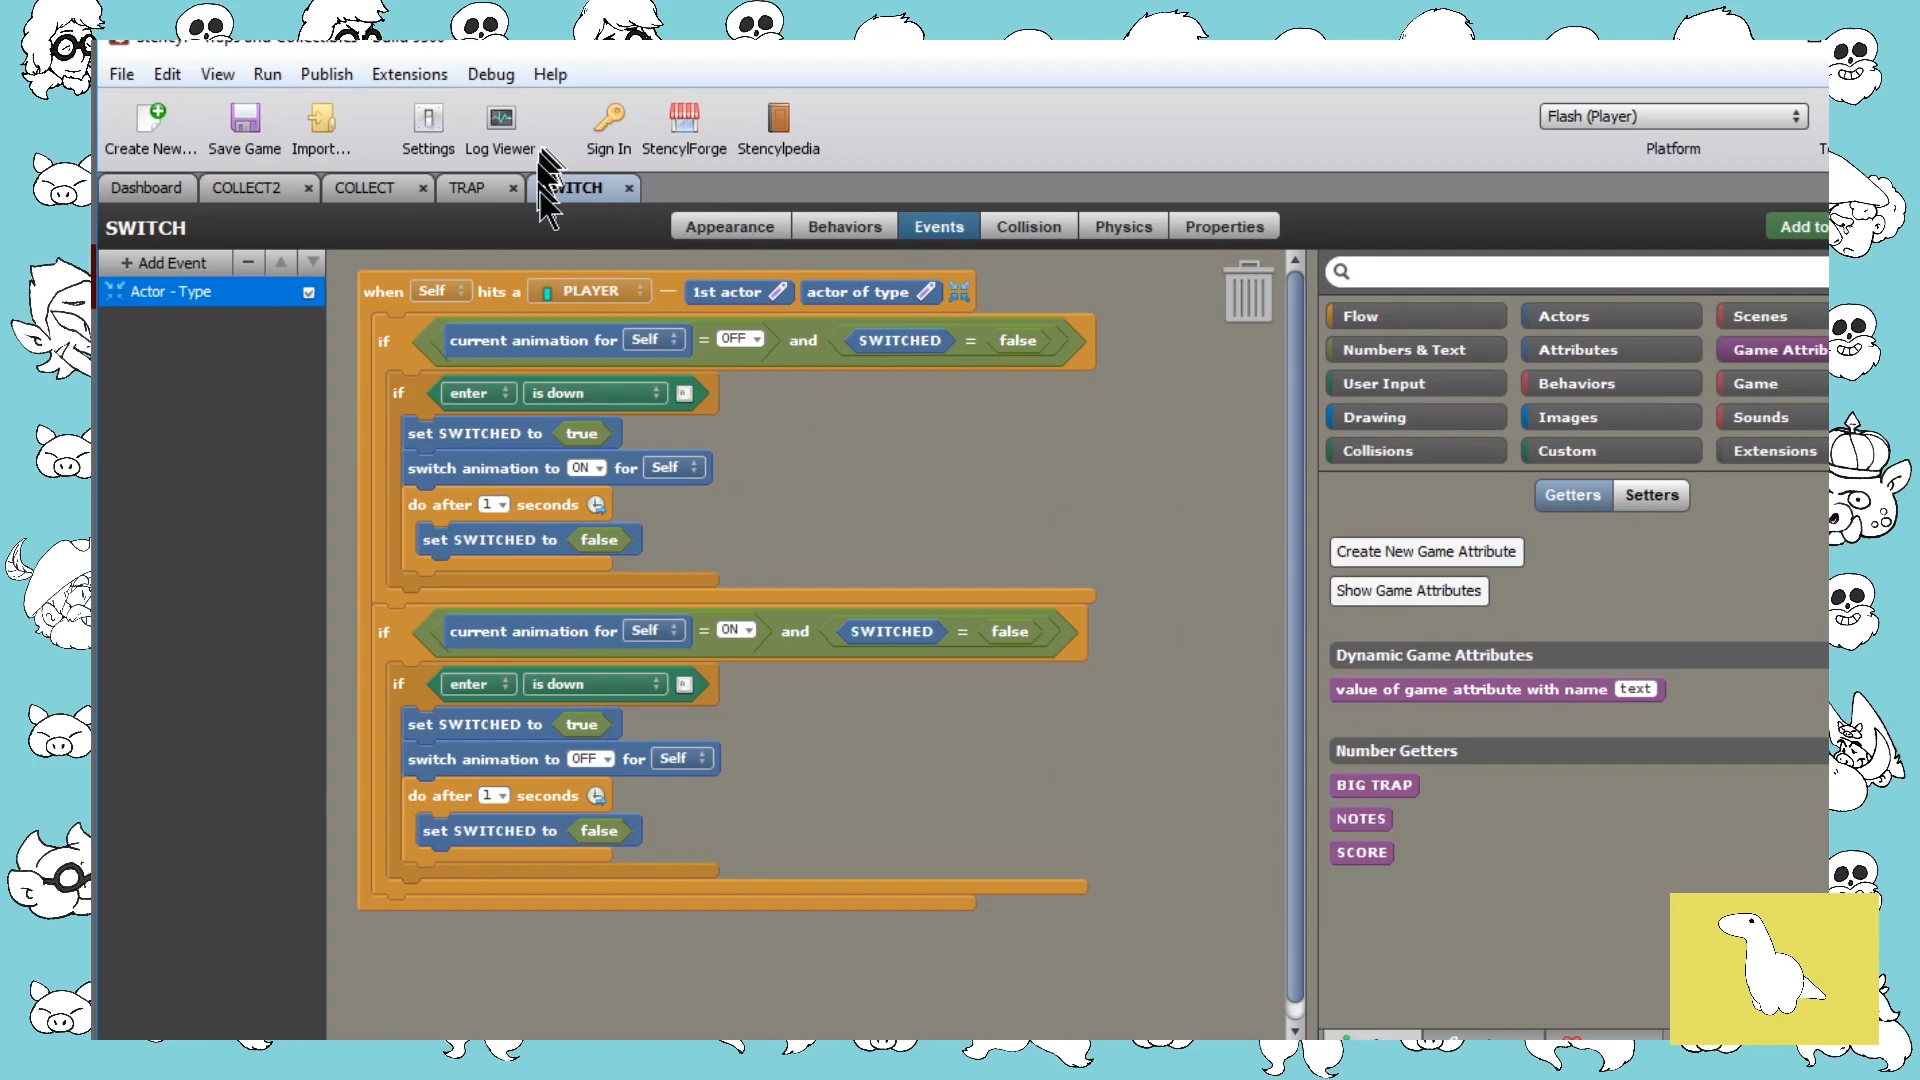 File Edit View Run Publish Extensions Debug Help
Create New... Save Game Import... Settings Log Viewer Sign In StencylForge Stencylpedia
Flash (Player)
Platform
Dashboard COLLECT2 COLLECT TRAP
SWITCH
Appearance Behaviors Events Collision Physics Properties
Add to
+ Add Event
Actor - Type
when Self hits a PLAYER — 1st actor actor of type
if current animation for Self = OFF and SWITCHED = false
if enter is down
set SWITCHED to true
switch animation to ON for Self
do after 1 seconds
set SWITCHED to false
if current animation for Self = ON and SWITCHED = false
if enter is down
set SWITCHED to true
switch animation to OFF for Self
do after 1 seconds
set SWITCHED to false
Flow Actors Scenes
Numbers & Text Attributes Game Attrib
User Input Behaviors Game
Drawing Images Sounds
Collisions Custom Extensions
Getters Setters
Create New Game Attribute
Show Game Attributes
Dynamic Game Attributes
value of game attribute with name text
Number Getters
BIG TRAP
NOTES
SCORE